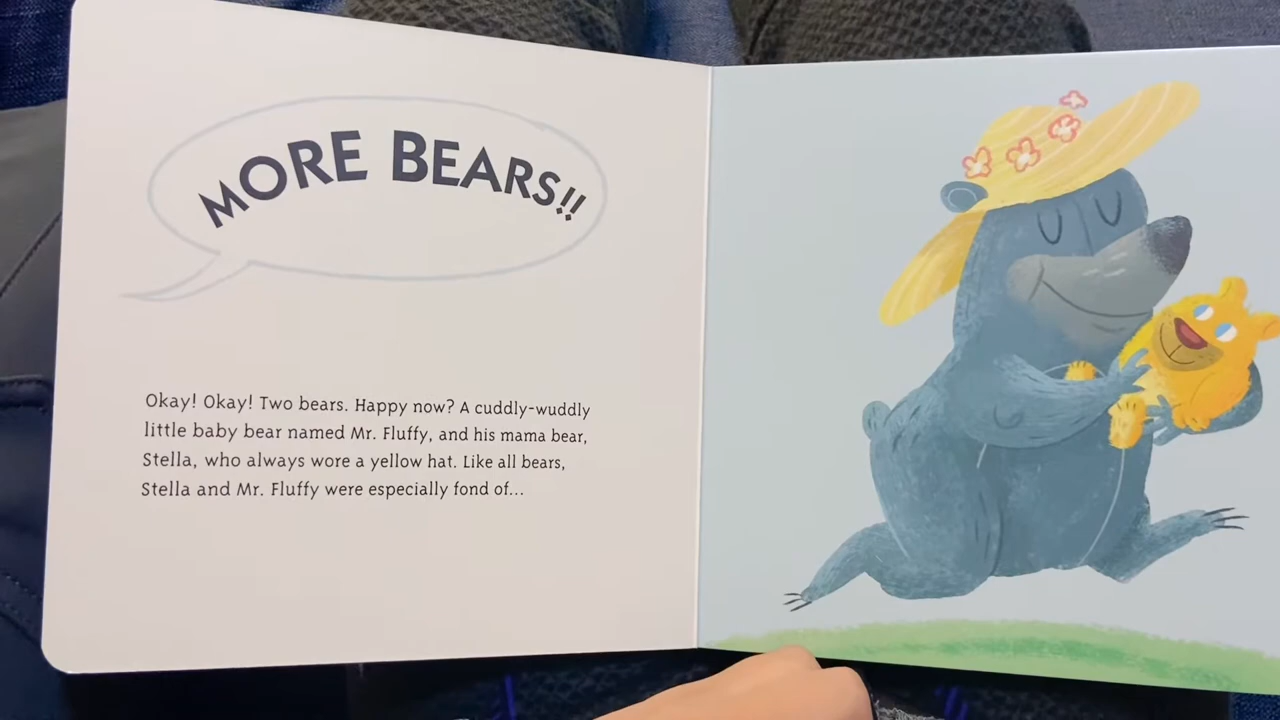 MORE BEARS!!
Okay! Okay! Two bears. Happy now? A cuddly-wuddly
little baby bear named Mr. Fluffy, and his mama bear,
Stella, who always wore a yellow hat. Like all bears,
Stella and Mr. Fluffy were especially fond of...